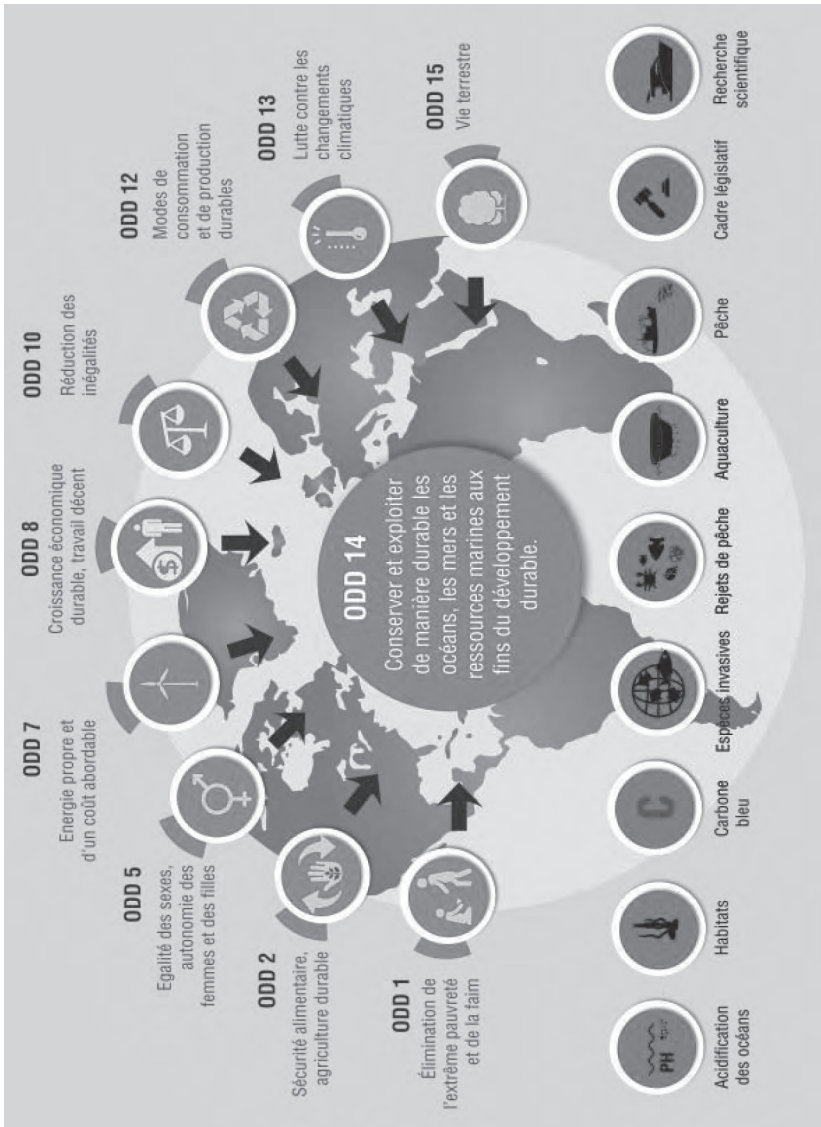 ODD 1
Élimination de
l'extrême pauvreté
et de la faim
ODD 2
Sécurité alimentaire,
agriculture durable
ODD 5
Egalité des sexes,
autonomie des
femmes et des filles
ODD 7
Energie propre et
d'un coût abordable
ODD 8
Croissance économique
durable, travail décent
ODD 10
Réduction des
inégalités
ODD 12
Modes de
consommation
et de production
durables
ODD 13
Lutte contre les
changements
climatiques
ODD 15
Vie terrestre
ODD 14
Conserver et exploiter
de manière durable les
océans, les mers et les
ressources marines aux
fins du développement
durable.
$
PH
C
Acidification
des océans
Habitats
Carbone
bleu
Espèces invasives
Rejets de pêche
Aquaculture
Pêche
Cadre législatif
Recherche
scientifique